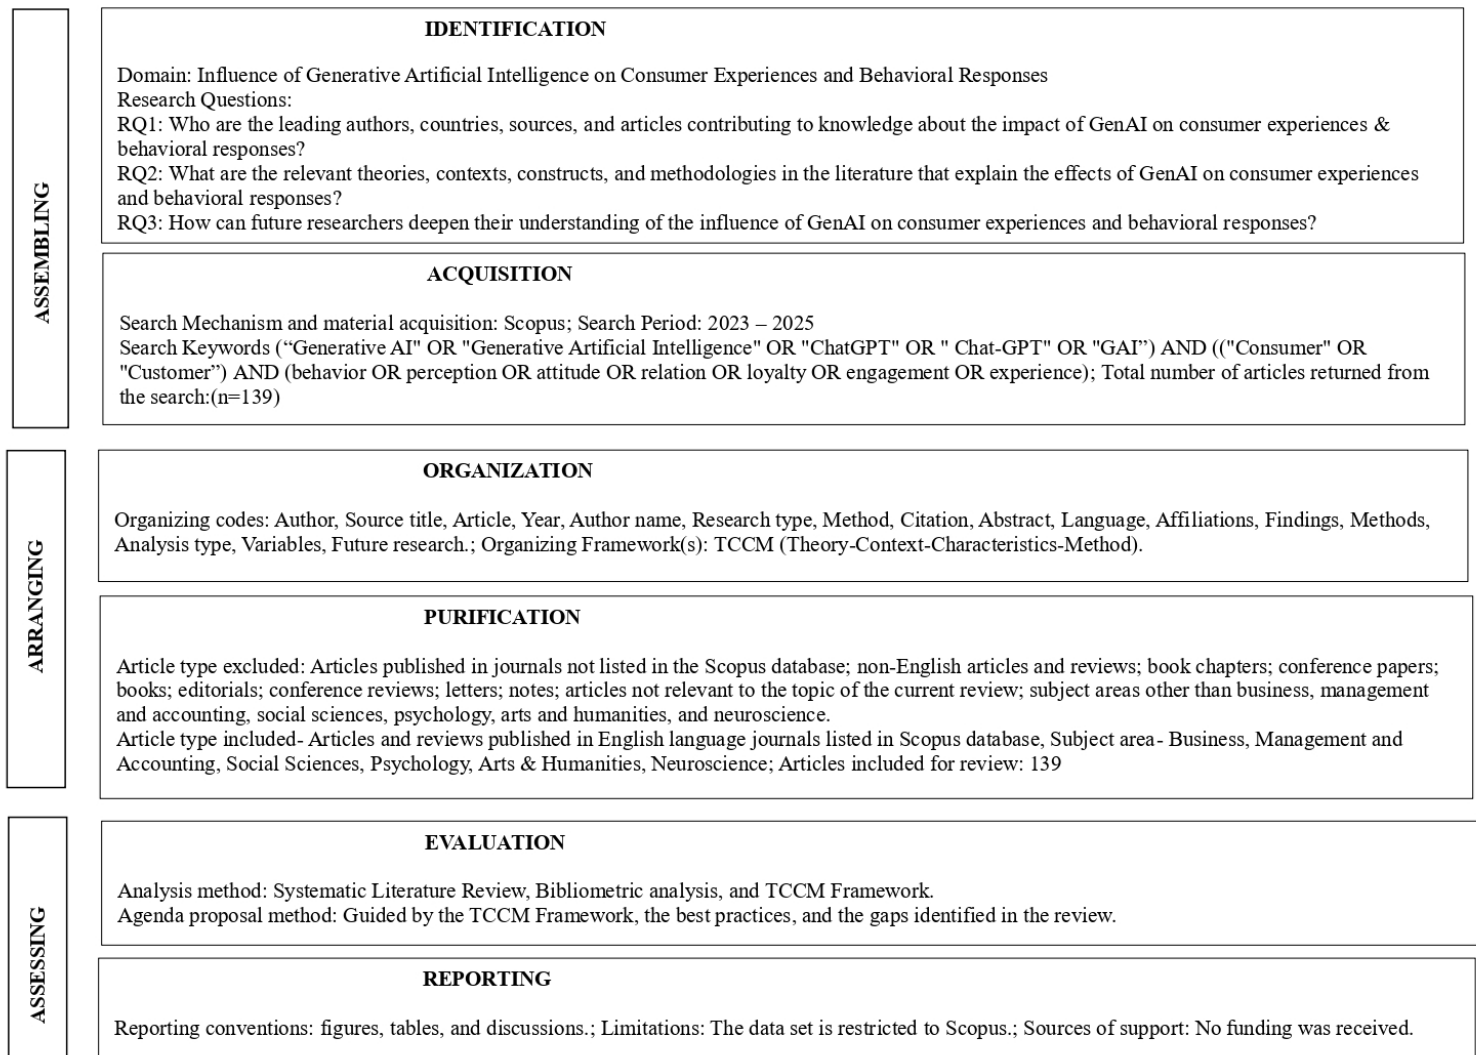 ASSEMBLING
IDENTIFICATION
Domain: Influence of Generative Artificial Intelligence on Consumer Experiences and Behavioral Responses
Research Questions:
RQ1: Who are the leading authors, countries, sources, and articles contributing to knowledge about the impact of GenAI on consumer experiences &
behavioral responses?
RQ2: What are the relevant theories, contexts, constructs, and methodologies in the literature that explain the effects of GenAI on consumer experiences
and behavioral responses?
RQ3: How can future researchers deepen their understanding of the influence of GenAI on consumer experiences and behavioral responses?
ACQUISITION
Search Mechanism and material acquisition: Scopus; Search Period: 2023 – 2025
Search Keywords (“Generative AI" OR "Generative Artificial Intelligence" OR "ChatGPT" OR " Chat-GPT" OR "GAI”) AND (("Consumer" OR
"Customer”) AND (behavior OR perception OR attitude OR relation OR loyalty OR engagement OR experience); Total number of articles returned from
the search:(n=139)
ARRANGING
ORGANIZATION
Organizing codes: Author, Source title, Article, Year, Author name, Research type, Method, Citation, Abstract, Language, Affiliations, Findings, Methods,
Analysis type, Variables, Future research.; Organizing Framework(s): TCCM (Theory-Context-Characteristics-Method).
PURIFICATION
Article type excluded: Articles published in journals not listed in the Scopus database; non-English articles and reviews; book chapters; conference papers;
books; editorials; conference reviews; letters; notes; articles not relevant to the topic of the current review; subject areas other than business, management
and accounting, social sciences, psychology, arts and humanities, and neuroscience.
Article type included- Articles and reviews published in English language journals listed in Scopus database, Subject area- Business, Management and
Accounting, Social Sciences, Psychology, Arts & Humanities, Neuroscience; Articles included for review: 139
ASSESSING
EVALUATION
Analysis method: Systematic Literature Review, Bibliometric analysis, and TCCM Framework.
Agenda proposal method: Guided by the TCCM Framework, the best practices, and the gaps identified in the review.
REPORTING
Reporting conventions: figures, tables, and discussions.; Limitations: The data set is restricted to Scopus.; Sources of support: No funding was received.